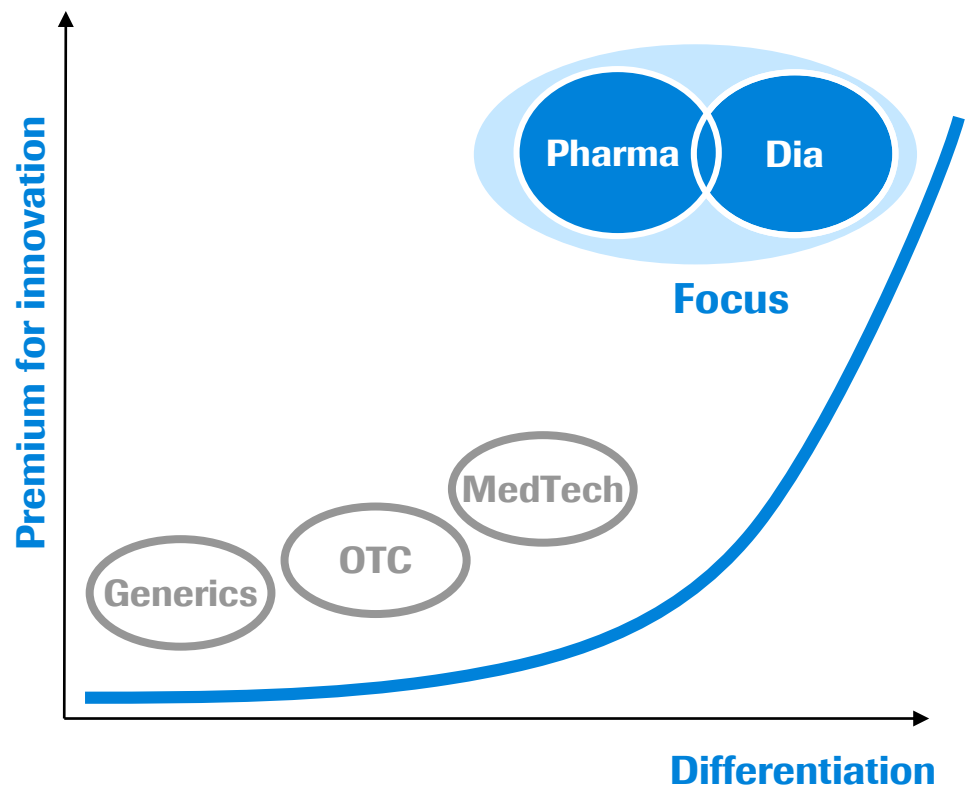 Premium for innovation
Pharma
Dia
Focus
MedTech
OTC
Generics
Differentiation